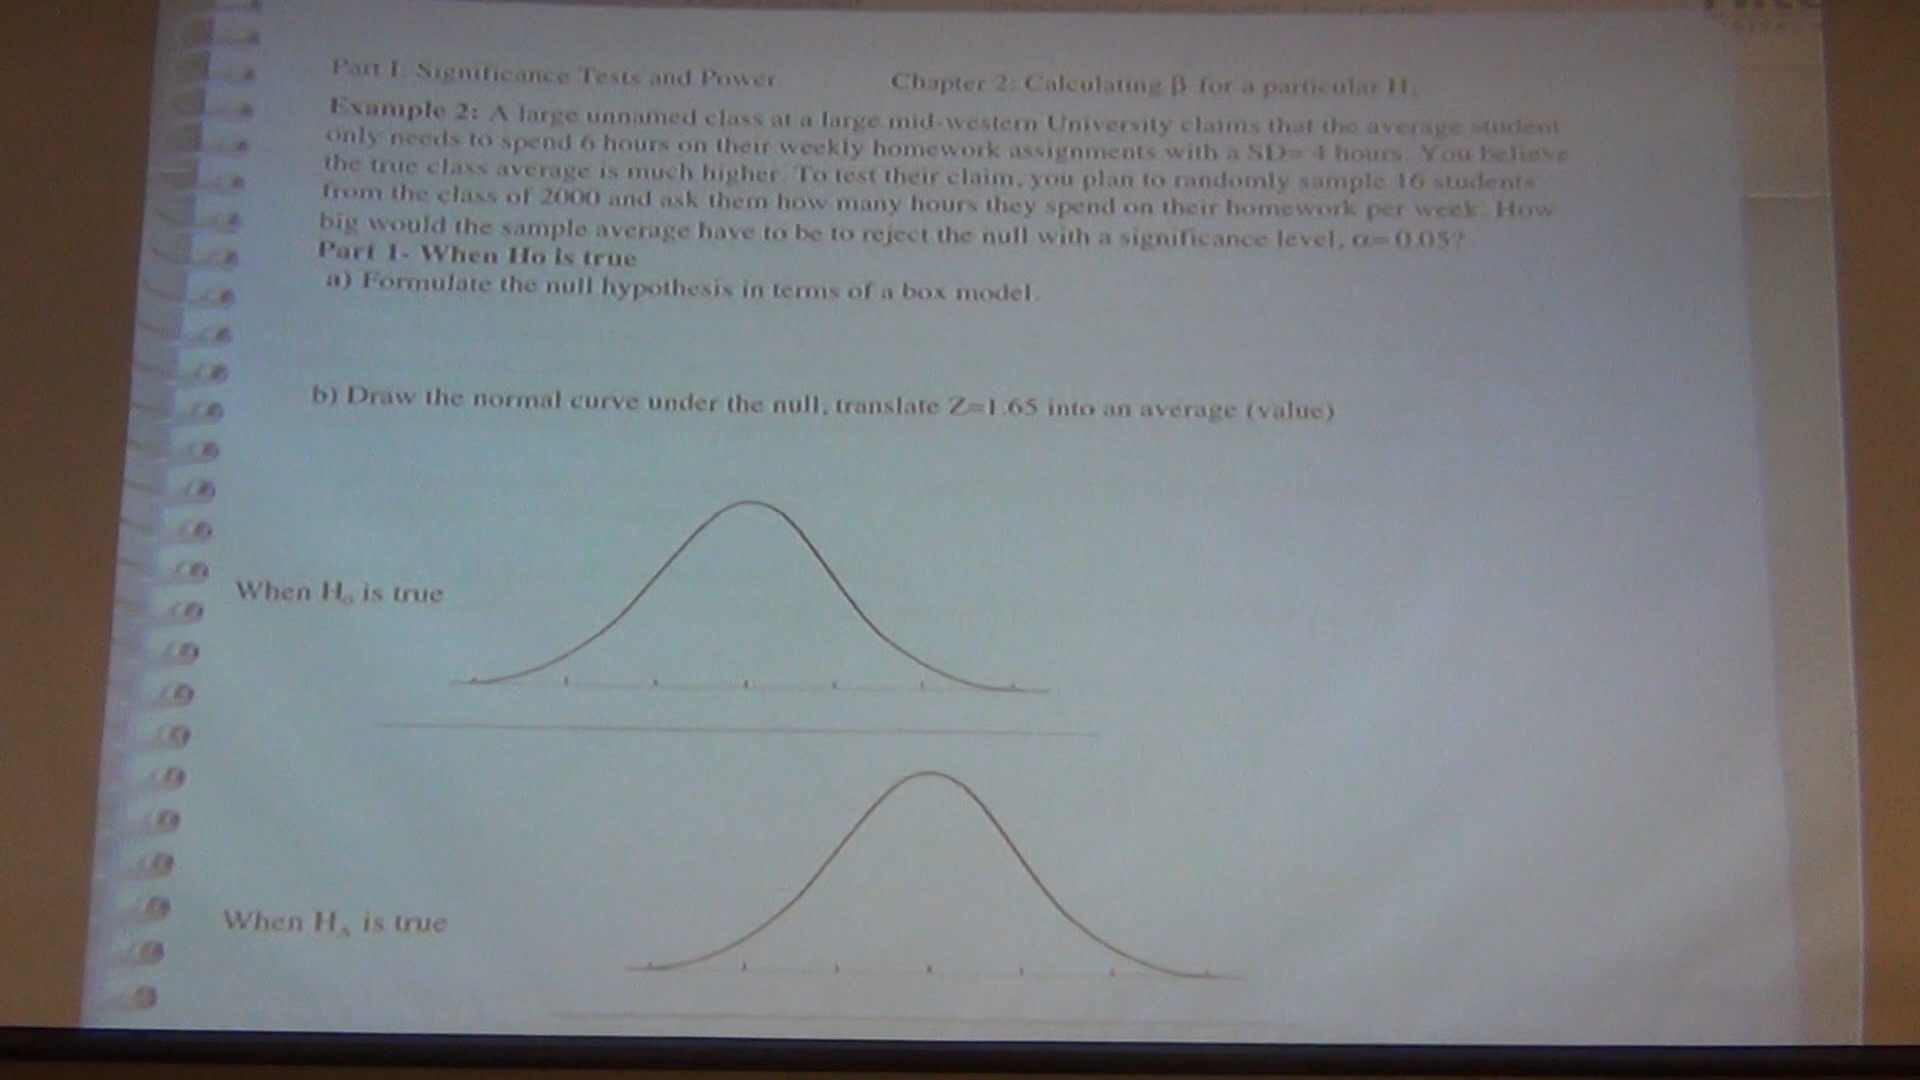 Part I. Significance Tests and Power Chapter 2: Calculating β for a particular H
Example 2: A large unnamed class at a large mid-western University claims that the average student
only needs to spend 6 hours on their weekly homework assignments with a SD= 4 hours. You believe
the true class average is much higher. To test their claim, you plan to randomly sample 16 students
from the class of 2000 and ask them how many hours they spend on their homework per week. How
big would the sample average have to be to reject the null with a significance level, α=0.05?
Part 1- When Ho is true
a) Formulate the null hypothesis in terms of a box model.
b) Draw the normal curve under the null, translate Z=1.65 into an average (value)
When H₀ is true
When Hₐ is true